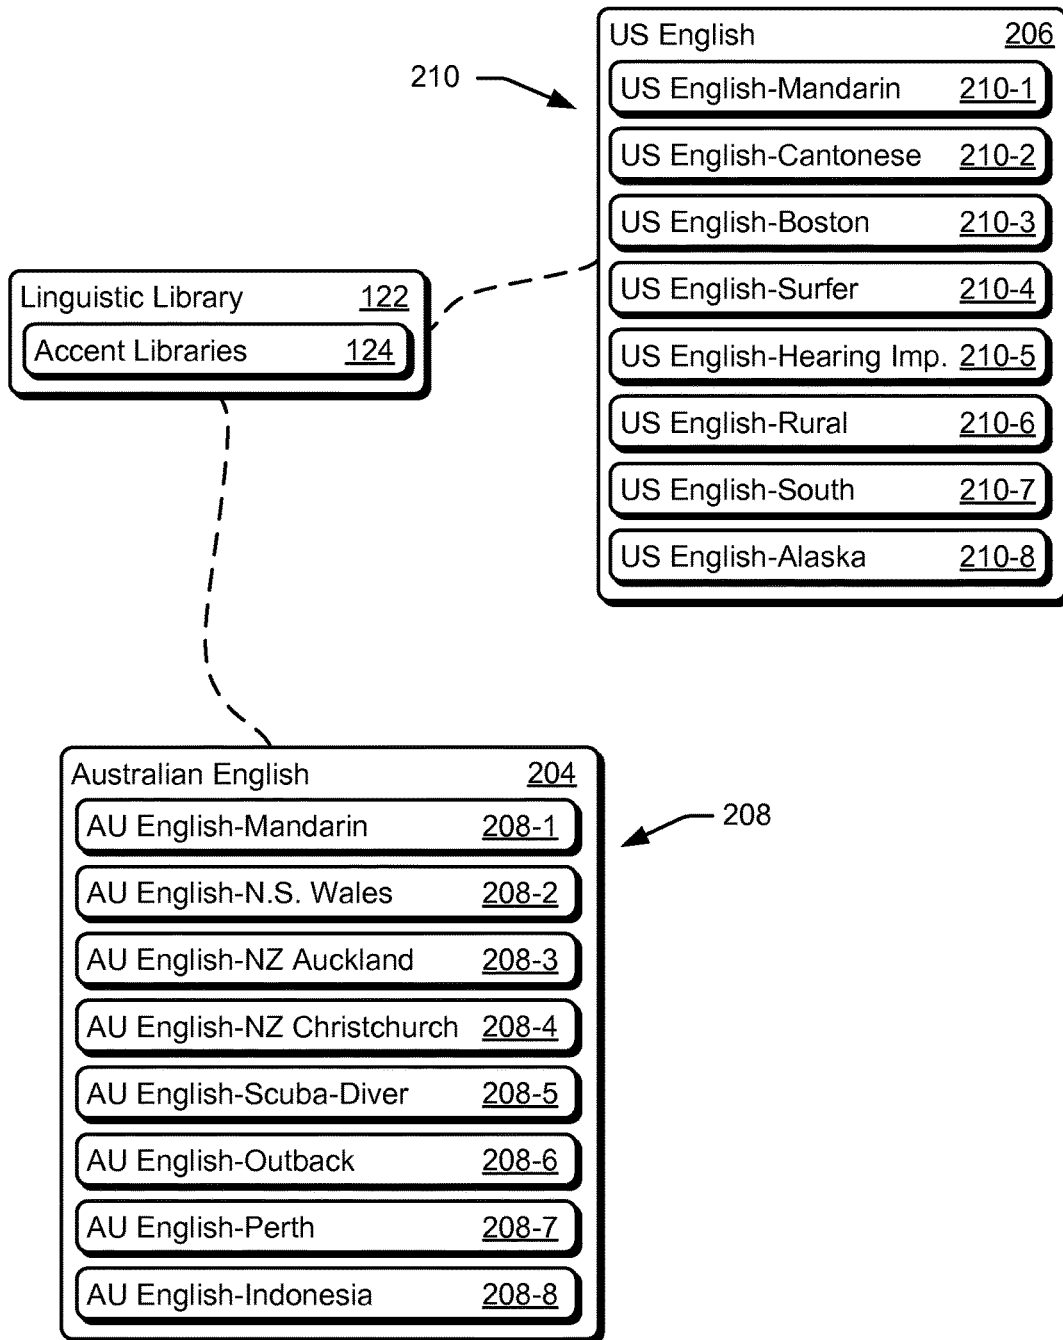 US English 206
210
US English-Mandarin 210-1
US English-Cantonese 210-2
US English-Boston 210-3
US English-Surfer 210-4
US English-Hearing Imp. 210-5
US English-Rural 210-6
US English-South 210-7
US English-Alaska 210-8
Linguistic Library 122
Accent Libraries 124
Australian English 204
208
AU English-Mandarin 208-1
AU English-N.S. Wales 208-2
AU English-NZ Auckland 208-3
AU English-NZ Christchurch 208-4
AU English-Scuba-Diver 208-5
AU English-Outback 208-6
AU English-Perth 208-7
AU English-Indonesia 208-8